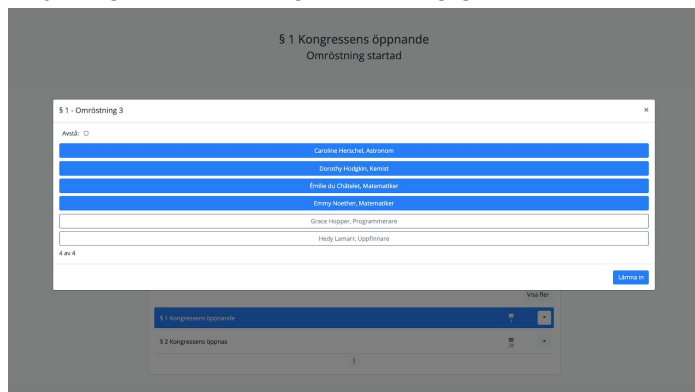 § 1 Kongressens öppnande
Omröstning startad
§ 1 - Omröstning 3
×
Avstå:
Caroline Herschel, Astronom
Dorothy Hodgkin, Kemist
Émilie du Châtelet, Matematiker
Emmy Noether, Matematiker
Grace Hopper, Programmerare
Hedy Lamarr, Uppfinnare
4 av 4
Lämna in
Visa fler
§ 1 Kongressens öppnande
§ 2 Kongressens öppnas